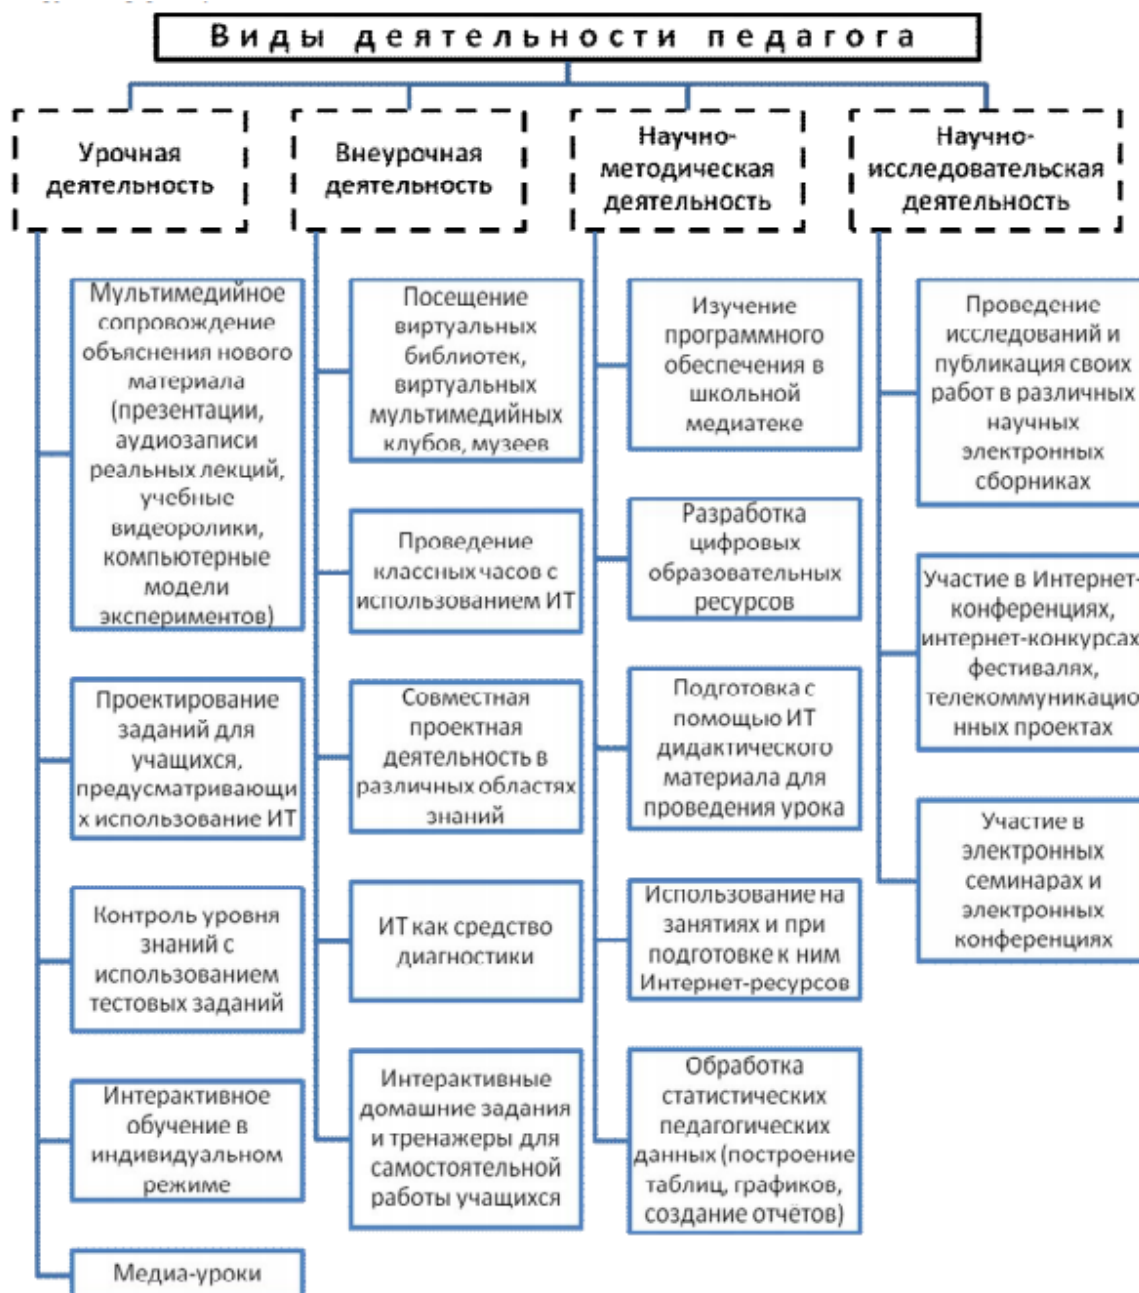 Виды деятельности педагога
Урочная
деятельность
Мультимедийное
сопровождение
объяснения нового
материала
(презентации,
аудиозаписи
реальных лекций,
учебные
видеоролики,
компьютерные
модели
экспериментов)
Проектирование
заданий для
учащихся,
предусматривающи
х использование ИТ
Контроль уровня
знаний с
использованием
тестовых заданий
Интерактивное
обучение в
индивидуальном
режиме
Медиа-уроки
Внеурочная
деятельность
Посещение
виртуальных
библиотек,
виртуальных
мультимедийных
клубов, музеев
Проведение
классных часов с
использованием ИТ
Совместная
проектная
деятельность в
различных областях
знаний
ИТ как средство
диагностики
Интерактивные
домашние задания
и тренажеры для
самостоятельной
работы учащихся
Научно-
методическая
деятельность
Изучение
программного
обеспечения в
школьной
медиатеке
Разработка
цифровых
образовательных
ресурсов
Подготовка с
помощью ИТ
дидактического
материала для
проведения урока
Использование на
занятиях и при
подготовке к ним
Интернет-ресурсов
Обработка
статистических
педагогических
данных (построение
таблиц, графиков,
создание отчётов)
Научно-
исследовательская
деятельность
Проведение
исследований и
публикация своих
работ в различных
научных
электронных
сборниках
Участие в Интернет-
конференциях,
интернет-конкурсах
фестивалях,
телекоммуникацио
нных проектах
Участие в
электронных
семинарах и
электронных
конференциях